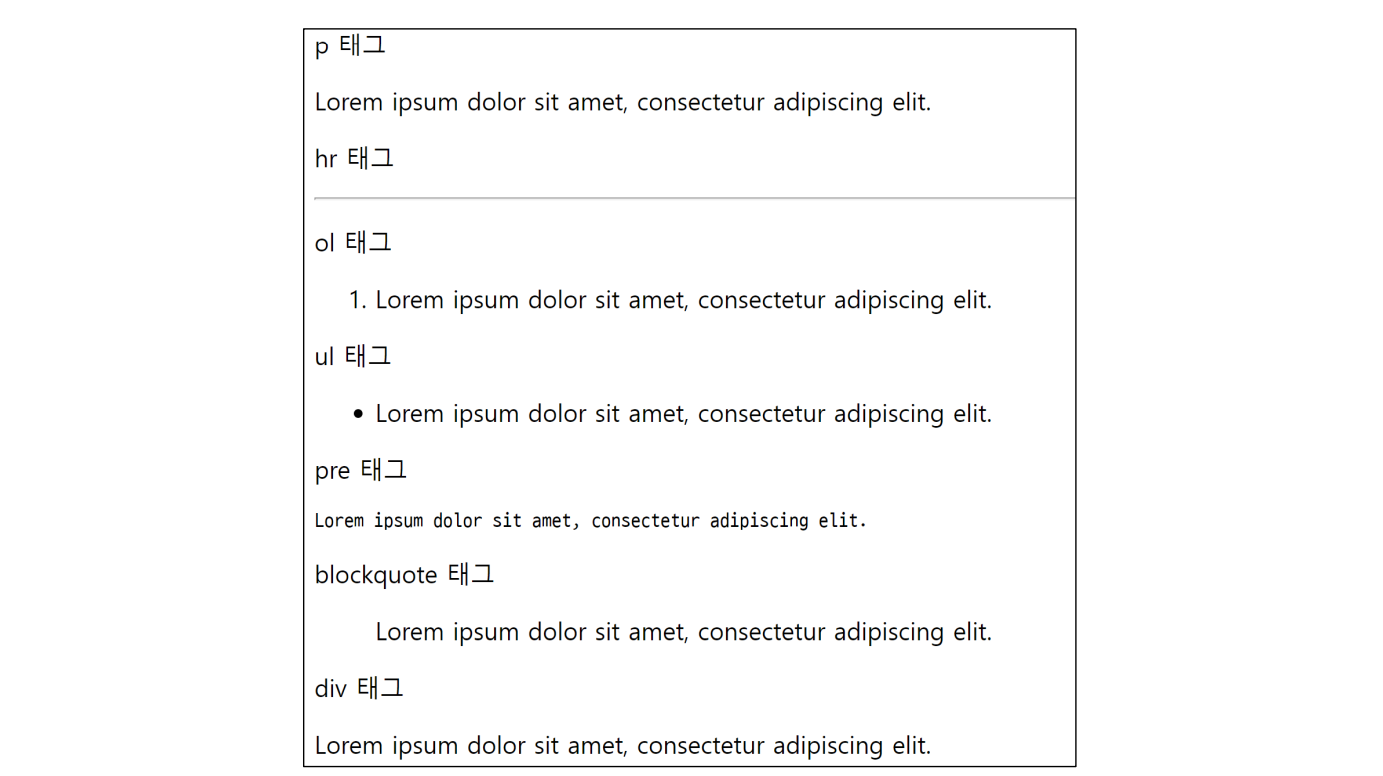 p 태그
Lorem ipsum dolor sit amet, consectetur adipiscing elit.
hr 태그
ol 태그
1. Lorem ipsum dolor sit amet, consectetur adipiscing elit.
ul 태그
• Lorem ipsum dolor sit amet, consectetur adipiscing elit.
pre 태그
Lorem ipsum dolor sit amet, consectetur adipiscing elit.
blockquote 태그
Lorem ipsum dolor sit amet, consectetur adipiscing elit.
div 태그
Lorem ipsum dolor sit amet, consectetur adipiscing elit.